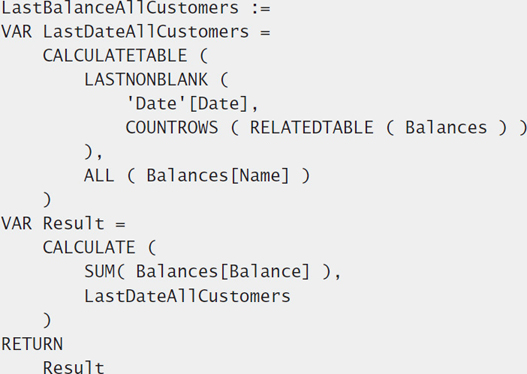 LastBalanceAllCustomers :=
VAR LastDateAllCustomers =
    CALCULATETABLE (
        LASTNONBLANK (
            'Date'[Date],
            COUNTROWS ( RELATEDTABLE ( Balances ) )
        ),
        ALL ( Balances[Name] )
    )
VAR Result =
    CALCULATE (
        SUM( Balances[Balance] ),
        LastDateAllCustomers
    )
RETURN
    Result